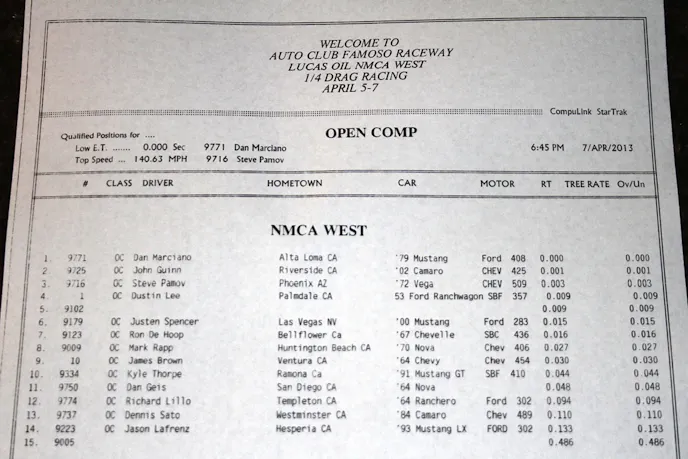 WELCOME TO
AUTO CLUB FAMOSO RACEWAY
LUCAS OIL NMCA WEST
1/4 DRAG RACING
APRIL 5-7
CompuLink StarTrak
Qualified Positions for .... OPEN COMP
Low E.T. ....... 0.000 Sec 9771 Dan Marciano 6:45 PM 7/APR/2013
Top Speed ... 140.63 MPH 9716 Steve Pamov
# CLASS DRIVER HOMETOWN CAR MOTOR RT TREE RATE Ov/Un
NMCA WEST
1. 9771 OC Dan Marciano Alta Loma CA '79 Mustang Ford 408 0.000 0.000
2. 9725 OC John Guinn Riverside CA '02 Camaro CHEV 425 0.001 0.001
3. 9716 OC Steve Pamov Phoenix AZ '72 Vega CHEV 509 0.003 0.003
4. 1 OC Dustin Lee Palmdale CA 53 Ford Ranchwagon SBF 357 0.009 0.009
5. 9102 0.009 0.009
6. 9179 OC Justen Spencer Las Vegas NV '00 Mustang Ford 283 0.015 0.015
7. 9123 OC Ron De Hoop Bellflower Ca '67 Chevelle SBC 436 0.016 0.016
8. 9009 OC Mark Rapp Huntington Beach CA '70 Nova Chev 406 0.027 0.027
9. 10 OC James Brown Ventura CA '64 Chevy Chev 454 0.030 0.030
10. 9334 OC Kyle Thorpe Ramona Ca '91 Mustang GT SBF 410 0.044 0.044
11. 9750 OC Dan Geis San Diego CA '64 Nova 0.048 0.048
12. 9774 OC Richard Lillo Templeton CA '64 Ranchero Ford 302 0.094 0.094
13. 9737 OC Dennis Sato Westminster CA '84 Camaro Chev 489 0.110 0.110
14. 9223 OC Jason Lafrenz Hesperia CA '93 Mustang LX FORD 302 0.133 0.133
15. 9005 0.486 0.486